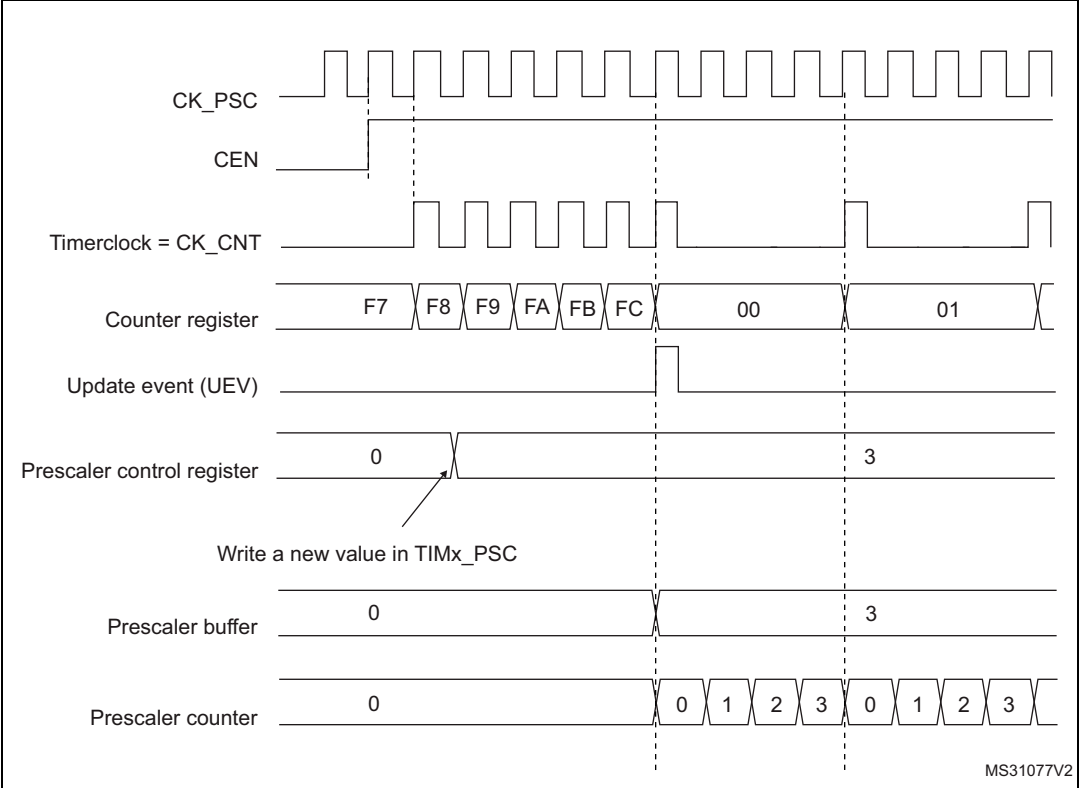 CK_PSC
CEN
Timerclock = CK_CNT
Counter register F7 F8 F9 FA FB FC 00 01
Update event (UEV)
Prescaler control register 0 3
Write a new value in TIMx_PSC
Prescaler buffer 0 3
Prescaler counter 0 0 1 2 3 0 1 2 3
MS31077V2